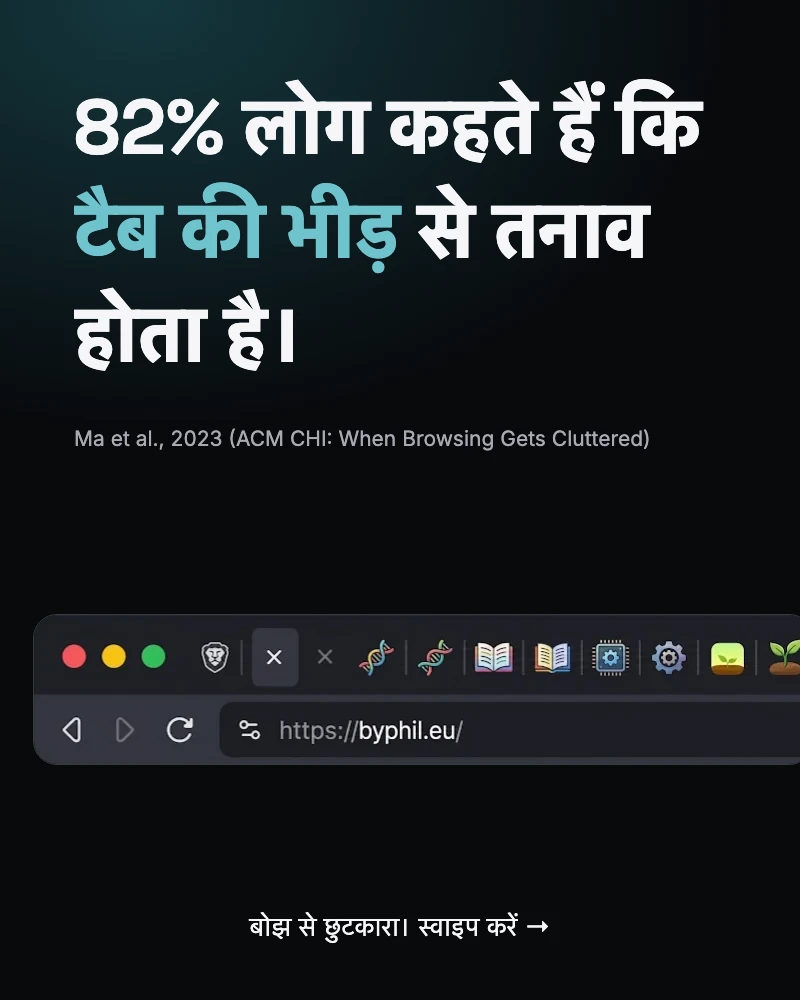 82% लोग कहते हैं कि
टैब की भीड़ से तनाव
होता है।
Ma et al., 2023 (ACM CHI: When Browsing Gets Cluttered)
https://byphil.eu/
बोझ से छुटकारा। स्वाइप करें →